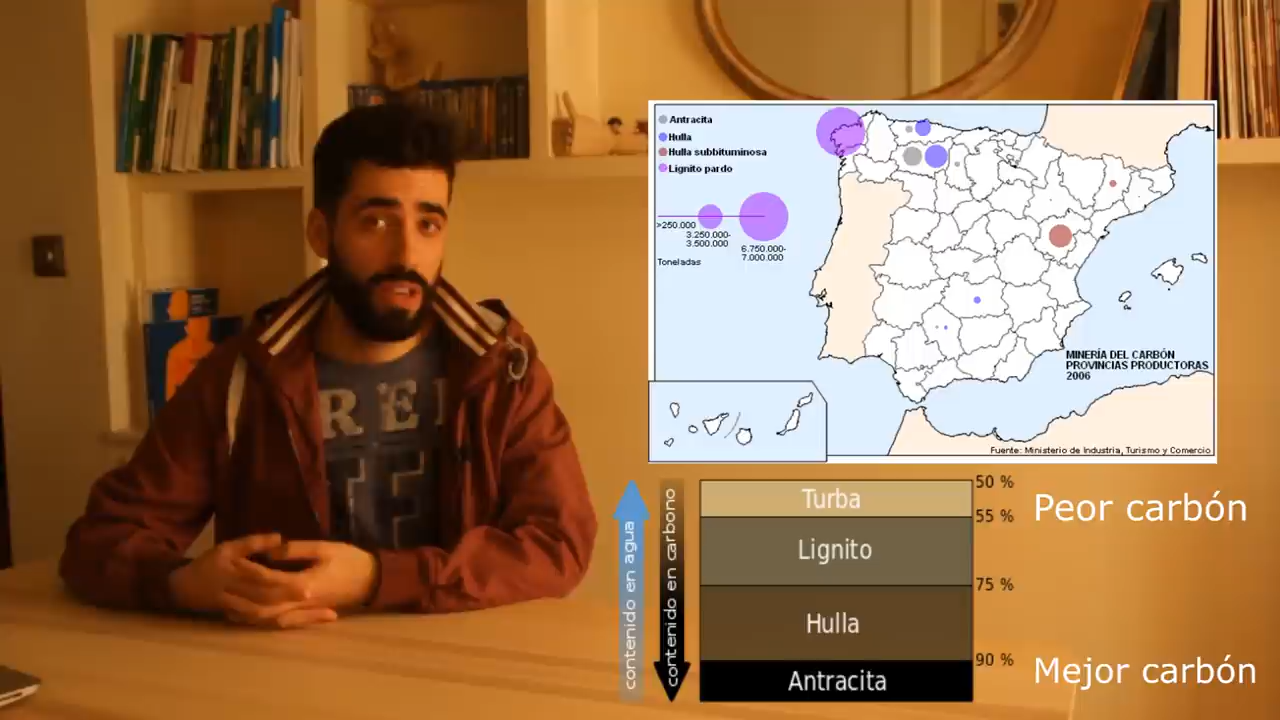 Antracita
Hulla
Hulla subbituminosa
Lignito pardo
>250.000
3.250.000-
3.500.000
6.750.000-
7.000.000
Toneladas
MINERÍA DEL CARBÓN
PROVINCIAS PRODUCTORAS
2006
Fuente: Ministerio de Industria, Turismo y Comercio
contenido en agua
contenido en carbono
Turba
Lignito
Hulla
Antracita
50 %
55 %
75 %
90 %
Peor carbón
Mejor carbón